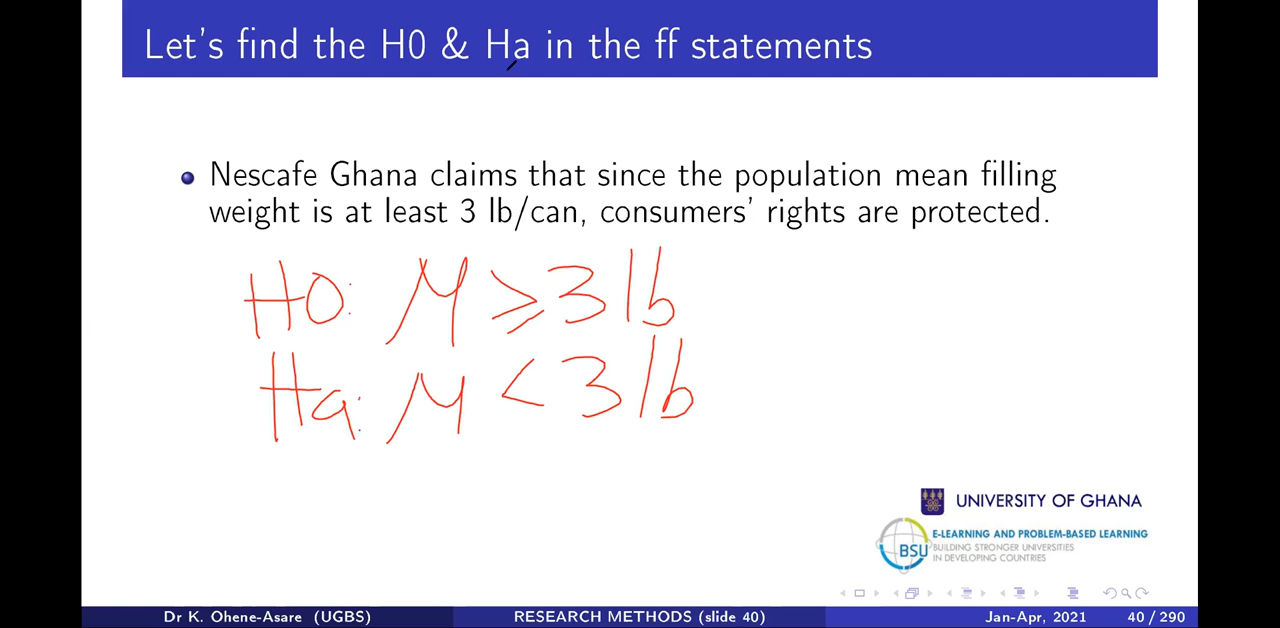 Let's find the H0 & Ha in the ff statements
Nescafe Ghana claims that since the population mean filling
weight is at least 3 lb/can, consumers' rights are protected.
H0: μ ≥ 3 lb
Ha: μ < 3 lb
UNIVERSITY OF GHANA
BSU
E-LEARNING AND PROBLEM-BASED LEARNING
BUILDING STRONGER UNIVERSITIES
IN DEVELOPING COUNTRIES
Dr K. Ohene-Asare (UGBS)
RESEARCH METHODS (slide 40)
Jan-Apr, 2021
40 / 290